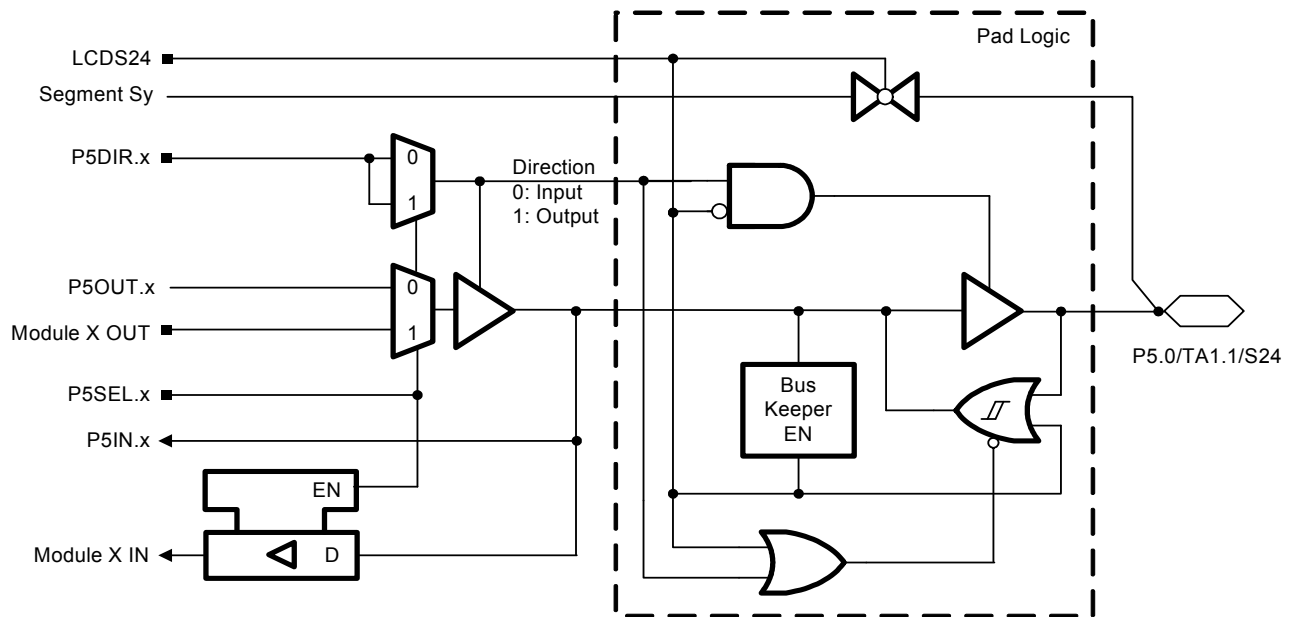 Pad Logic
LCDS24
Segment Sy
P5DIR.x
0
1
Direction
0: Input
1: Output
P5OUT.x
0
Module X OUT
1
P5.0/TA1.1/S24
P5SEL.x
Bus
Keeper
EN
P5IN.x
EN
Module X IN
D